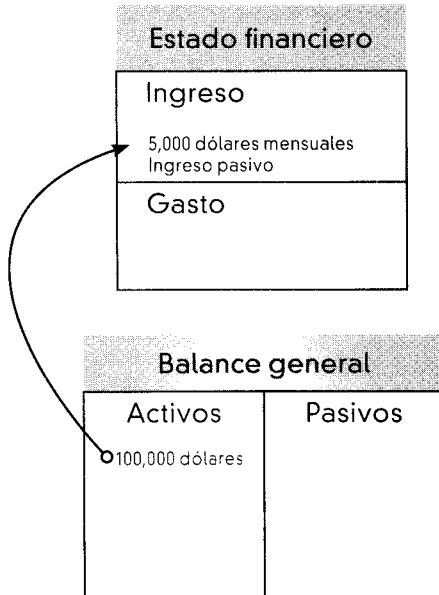 Estado financiero
Ingreso
5,000 dólares mensuales
Ingreso pasivo
Gasto
Balance general
Activos
Pasivos
100,000 dólares